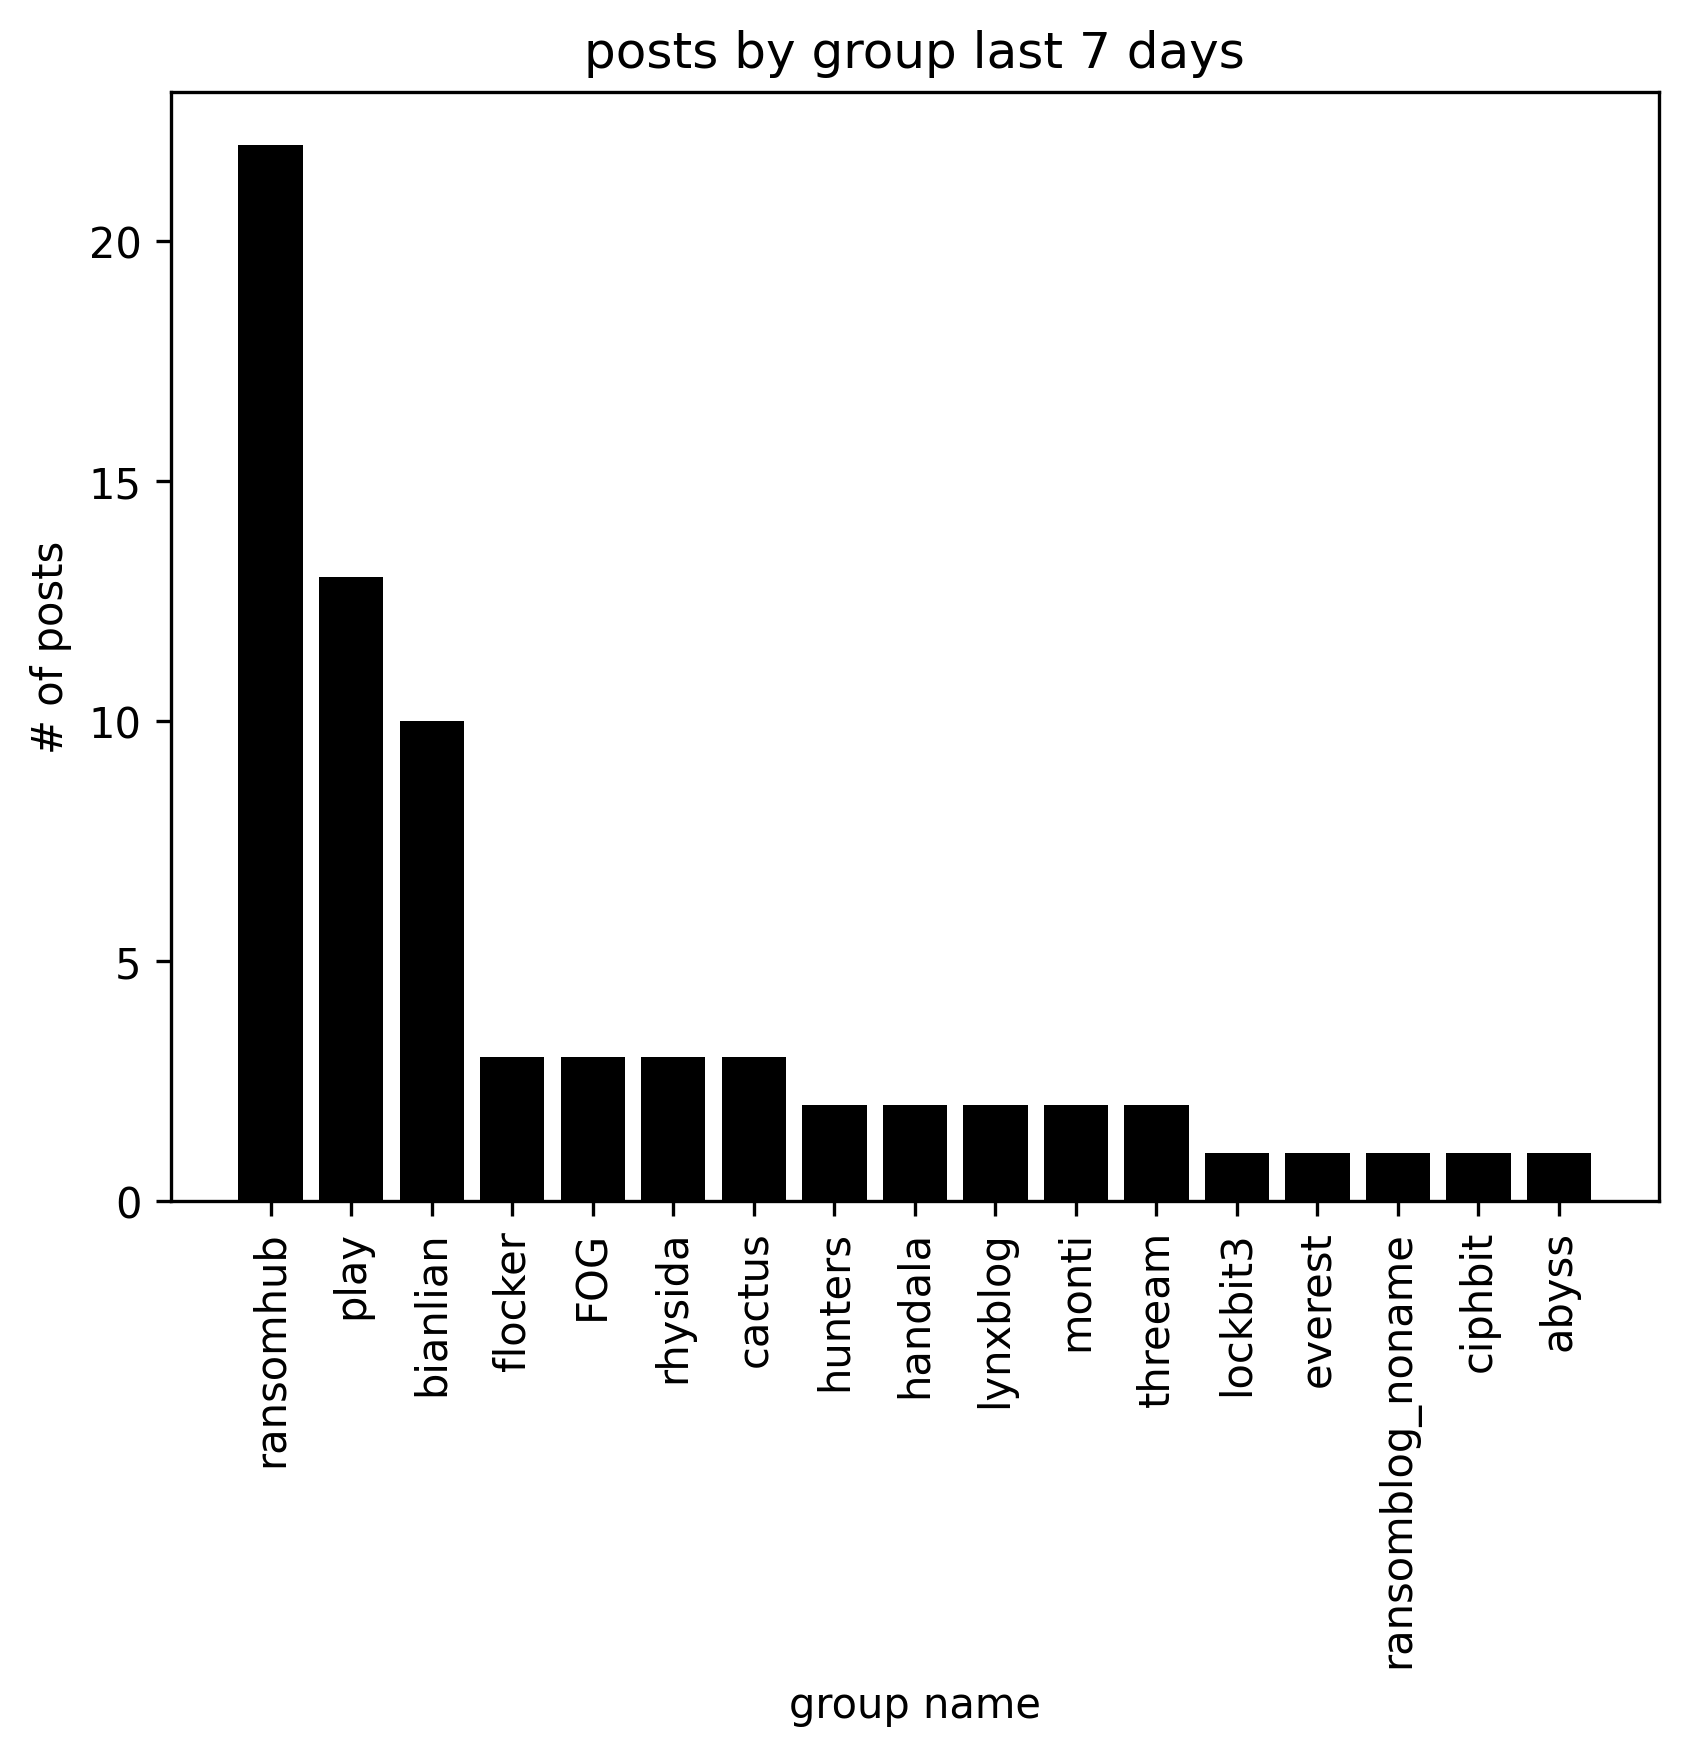 posts by group last 7 days
# of posts
20
15
10
5
0
ransomhub
play
bianlian
flocker
FOG
rhysida
cactus
hunters
handala
lynxblog
monti
threeam
lockbit3
everest
ransomblog_noname
ciphbit
abyss
group name